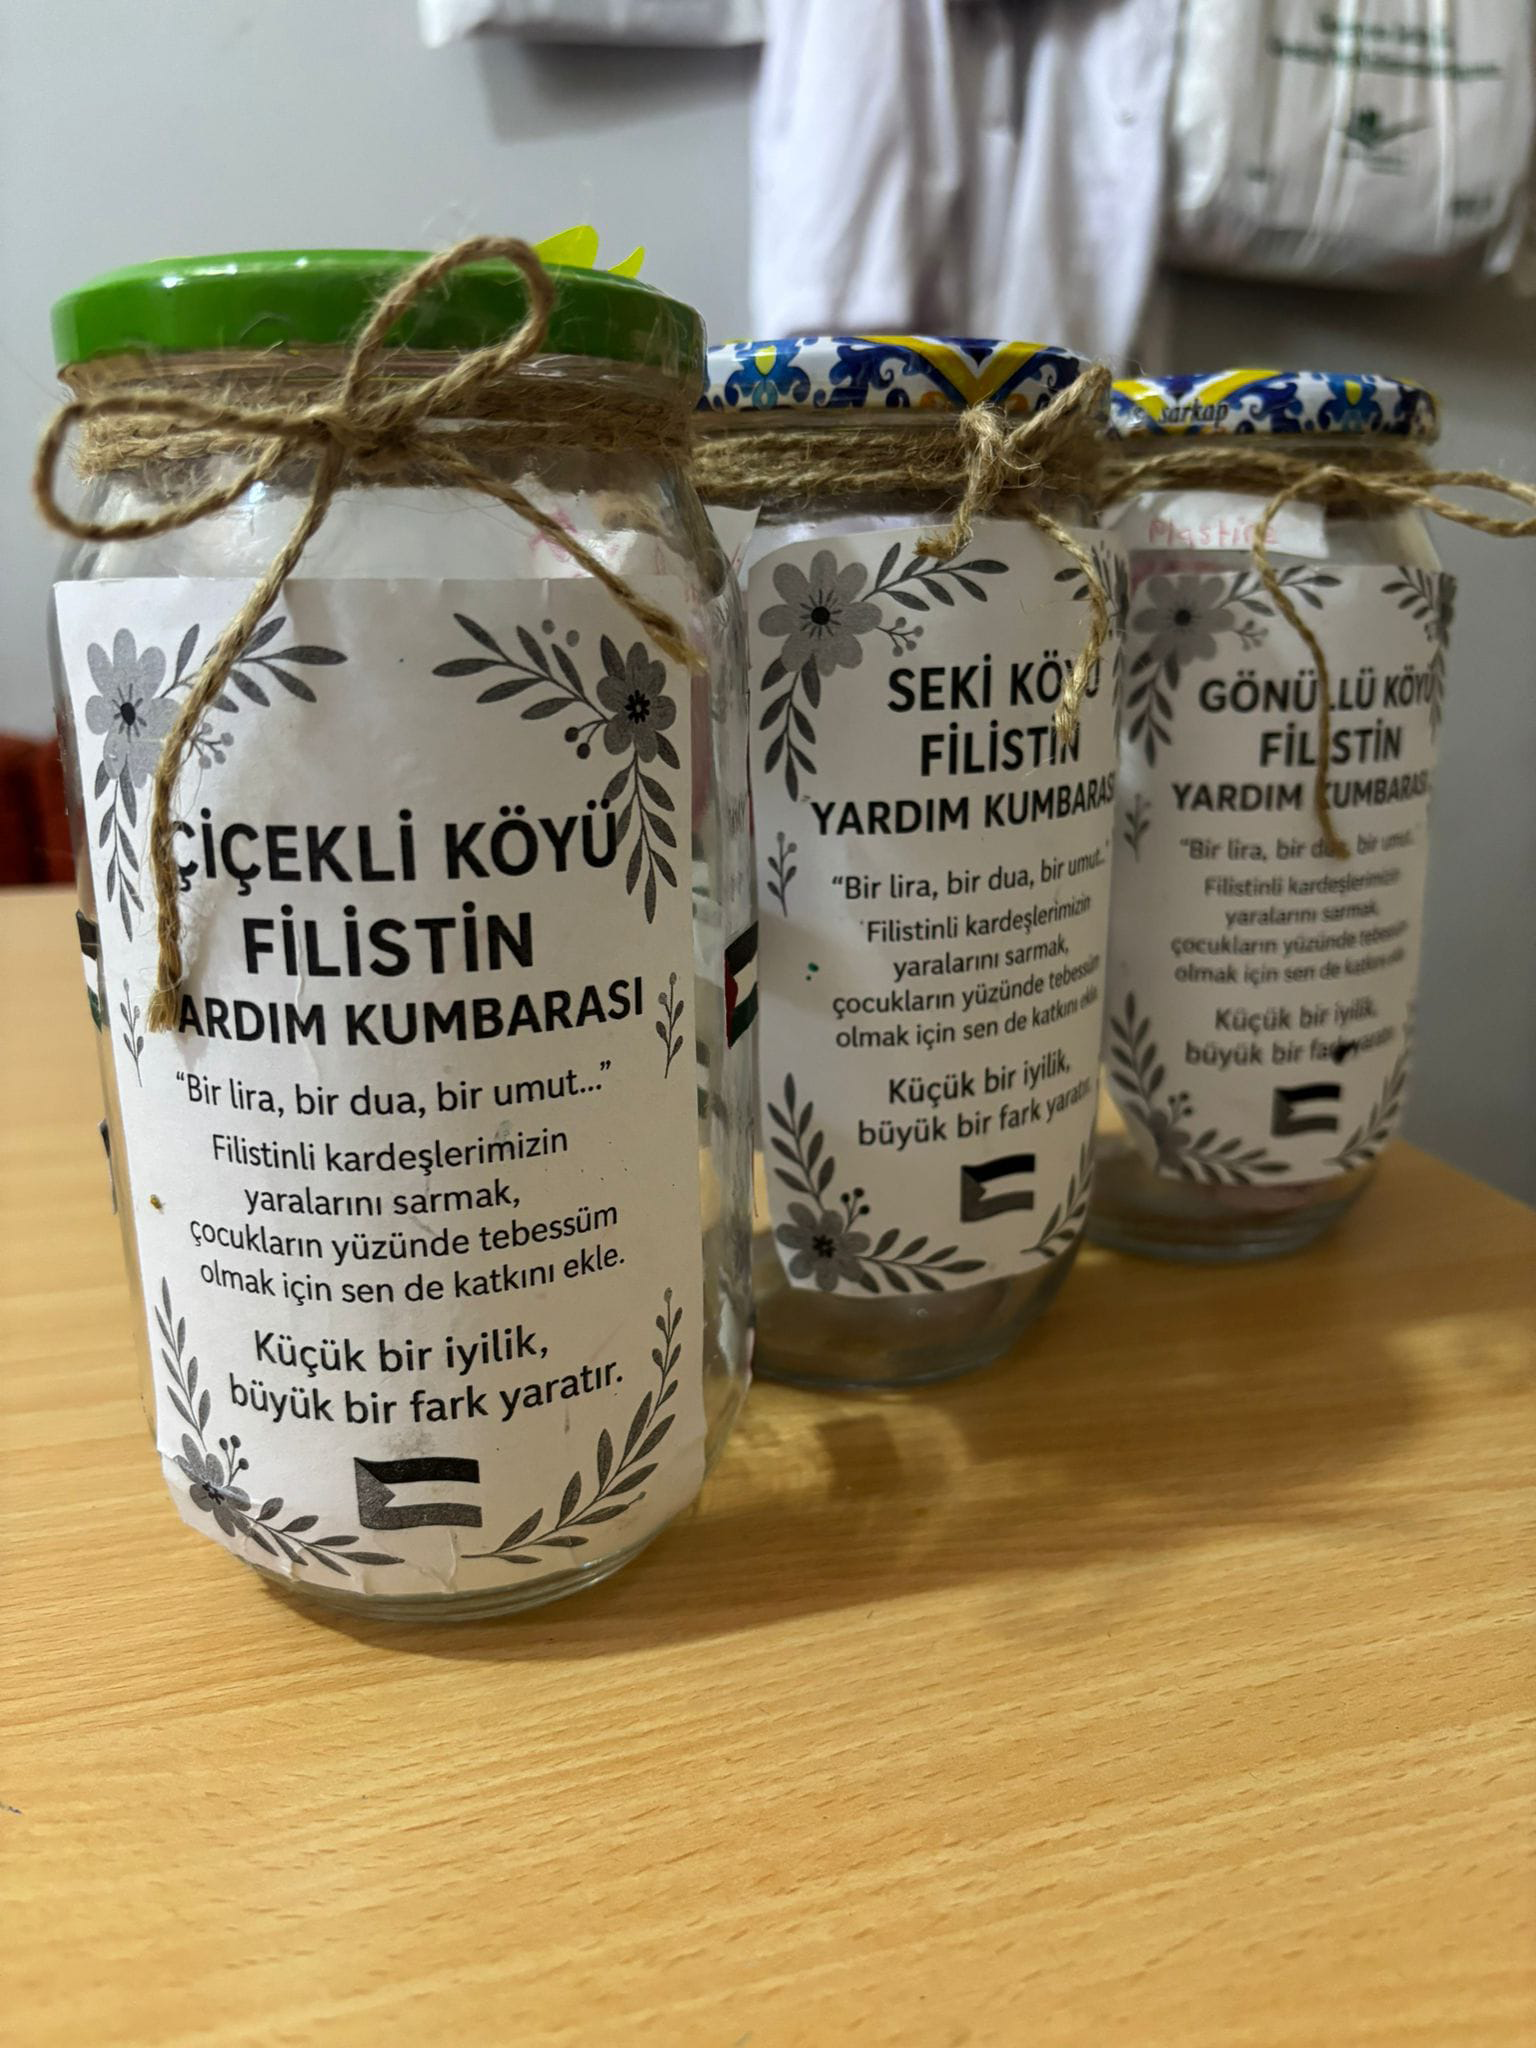 ÇİÇEKLİ KÖYÜ
FİLİSTİN
ARDIM KUMBARASI
“Bir lira, bir dua, bir umut...”
Filistinli kardeşlerimizin
yaralarını sarmak,
çocukların yüzünde tebessüm
olmak için sen de katkını ekle.
Küçük bir iyilik,
büyük bir fark yaratır.
SEKİ KÖYÜ
FİLİSTİN
YARDIM KUMBARASI
“Bir lira, bir dua, bir umut...”
Filistinli kardeşlerimizin
yaralarını sarmak,
çocukların yüzünde tebessüm
olmak için sen de katkını ekle.
Küçük bir iyilik,
büyük bir fark yaratır.
sarkap
Plastine
GÖNÜLLÜ KÖYÜ
FİLİSTİN
YARDIM KUMBARASI
“Bir lira, bir dua, bir umut...”
Filistinli kardeşlerimizin
yaralarını sarmak,
çocukların yüzünde tebessüm
olmak için sen de katkını ekle.
Küçük bir iyilik,
büyük bir fark yaratır.